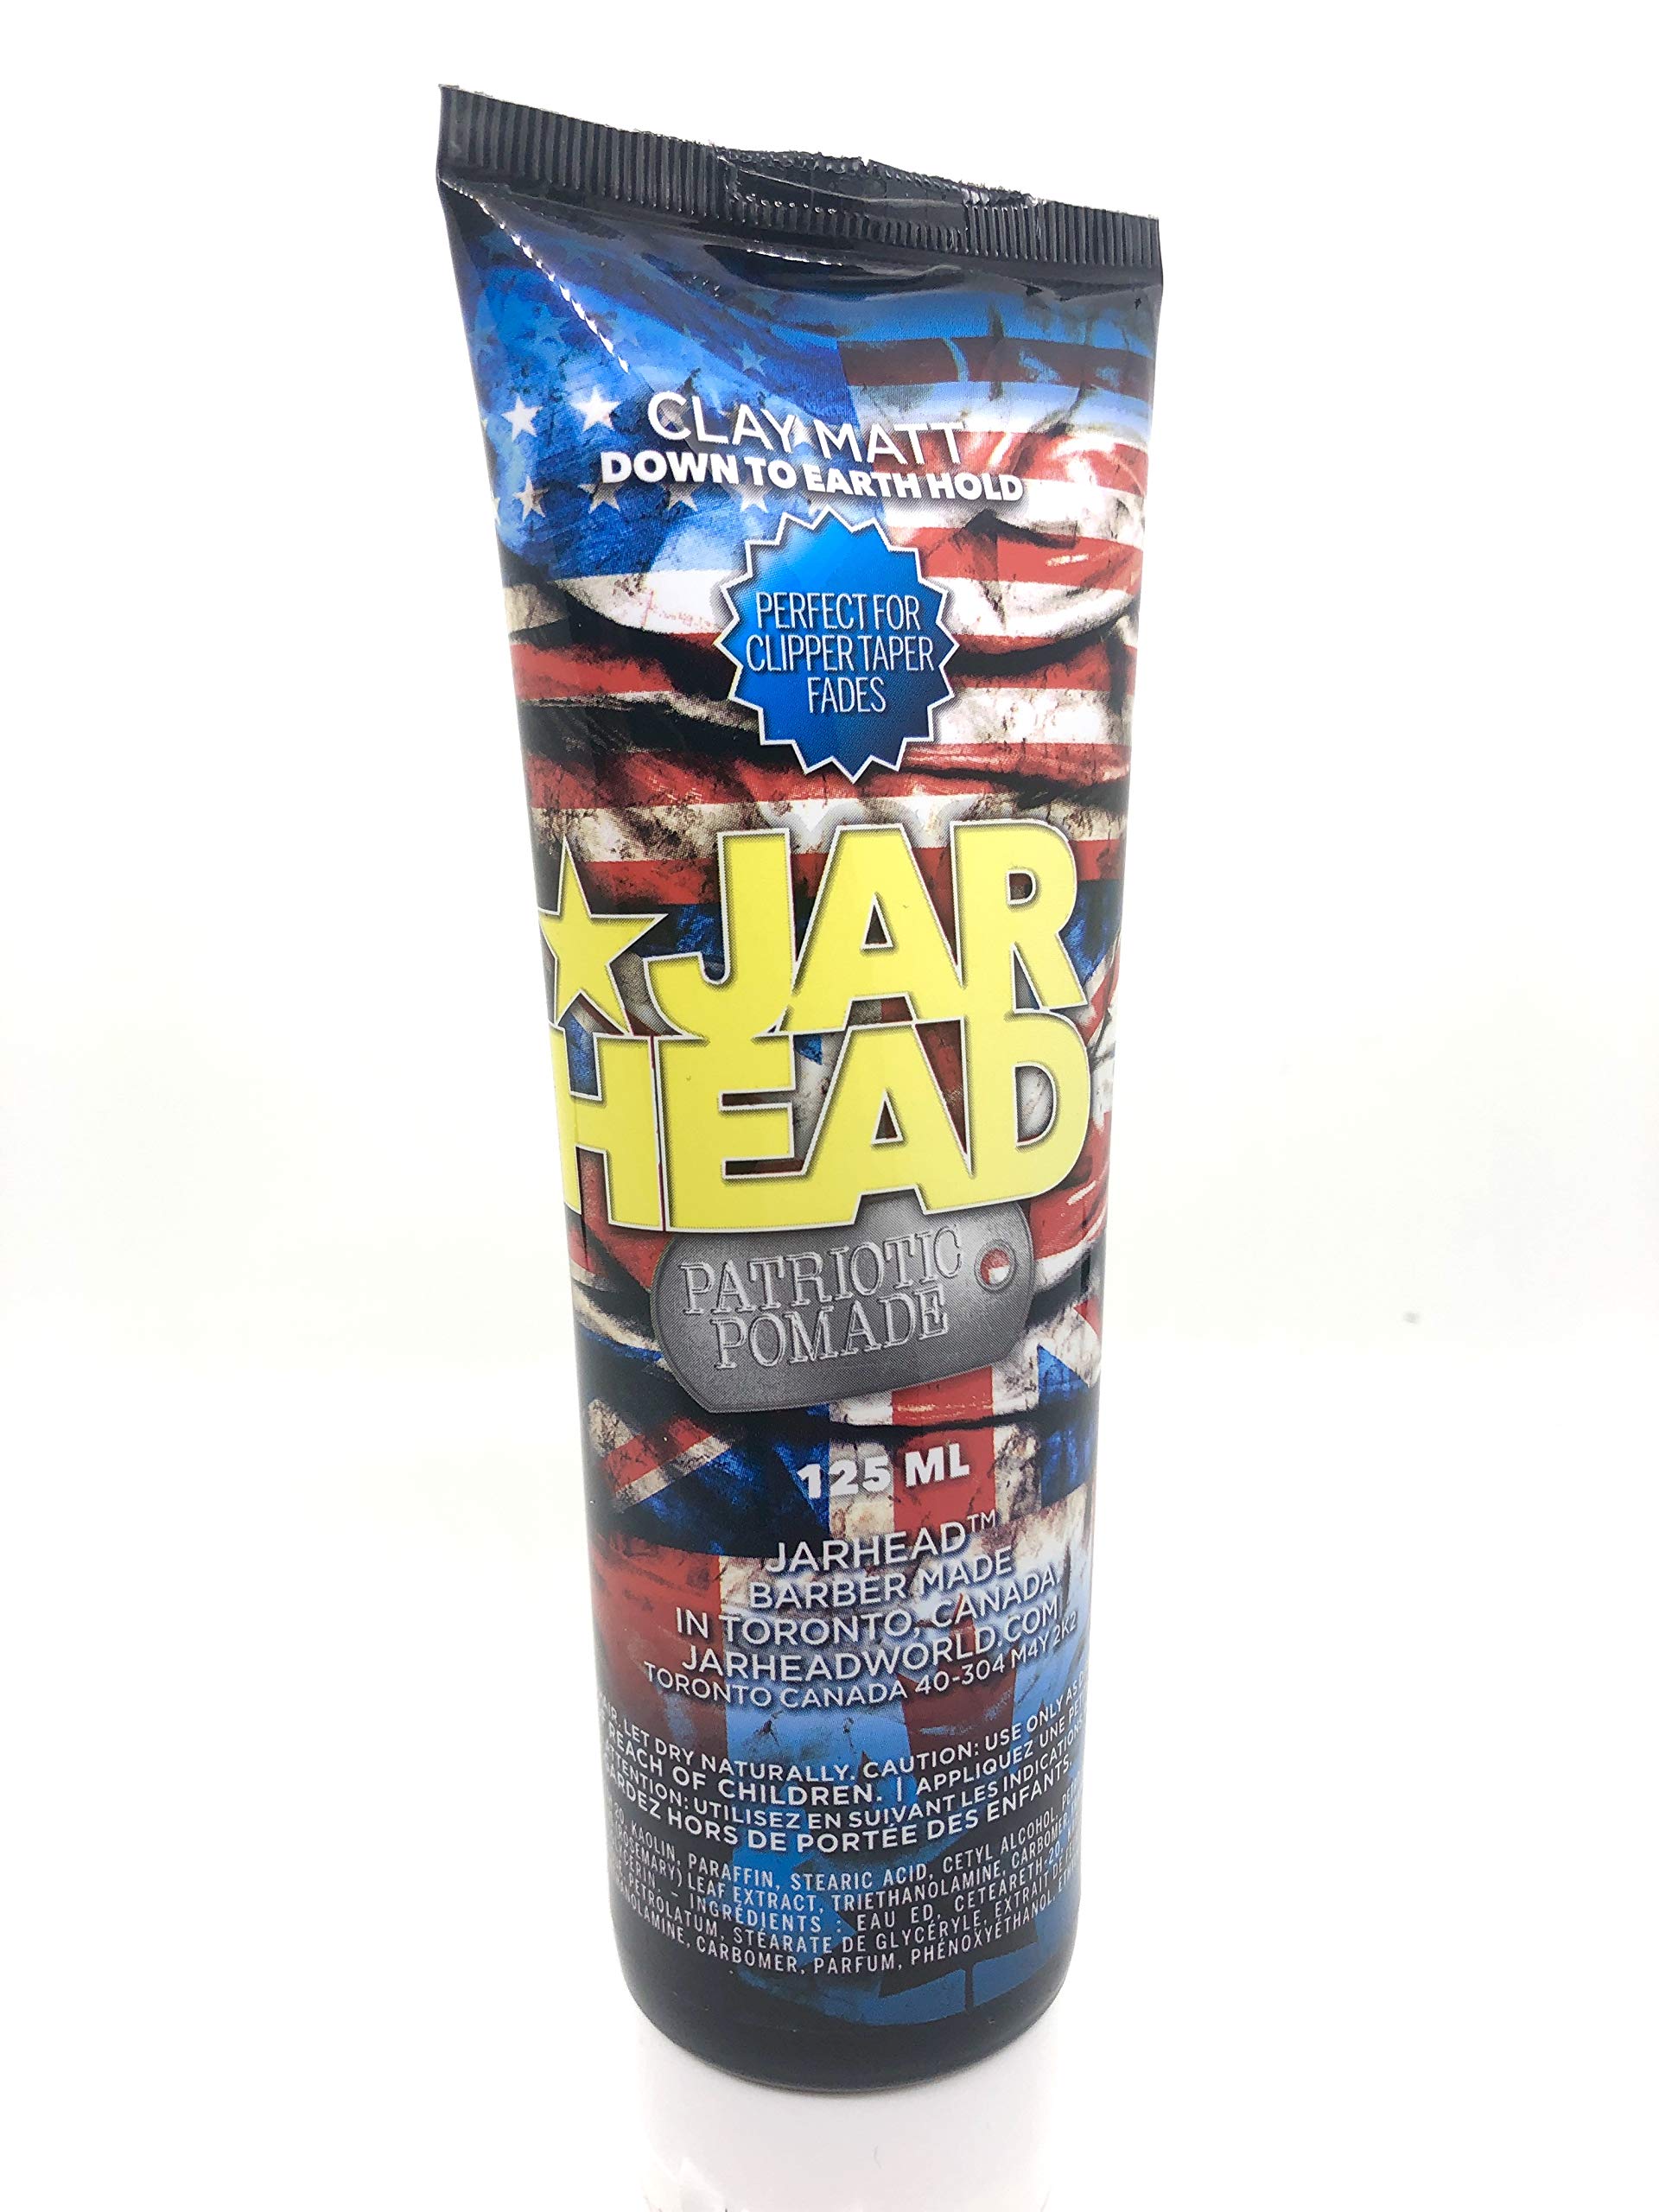 CLAY MATT
DOWN TO EARTH HOLD
PERFECT FOR
CLIPPER TAPER
FADES
JAR
HEAD
PATRIOTIC
POMADE
125 ML
JARHEAD™
BARBER MADE
IN TORONTO, CANADA
JARHEADWORLD.COM
TORONTO CANADA 40-304 M4Y 2K2
LET DRY NATURALLY. CAUTION: USE ONLY AS
REACH OF CHILDREN. | APPLIQUEZ UNE
UTILISEZ EN SUIVANT LES INDICATIONS
HORS DE PORTÉE DES ENFANTS.
20, KAOLIN, PARAFFIN, STEARIC ACID, CETYL ALCOHOL,
(ROSEMARY) LEAF EXTRACT, TRIETHANOLAMINE, CARBOMER,
- INGRÉDIENTS : EAU ED, CETEARETH-20,
PETROLATUM, STÉARATE DE GLYCÉRYLE, EXTRAIT DE
CARBOMER, PARFUM, PHÉNOXYÉTHANOL,